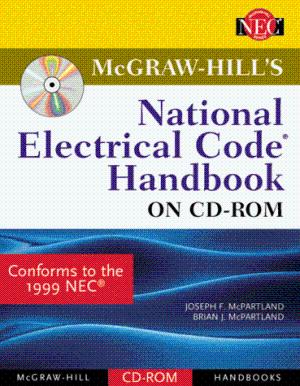 NEC
McGRAW-HILL'S
National
Electrical Code®
Handbook
ON CD-ROM
Conforms to the
1999 NEC®
JOSEPH F. McPARTLAND
BRIAN J. McPARTLAND
McGRAW-HILL CD-ROM HANDBOOKS